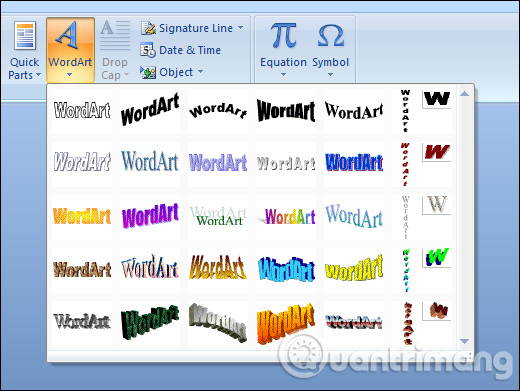 Quick Parts
WordArt
Drop Cap
Signature Line
Date & Time
Object
Equation
Symbol
WordArt WordArt WordArt WordArt WordArt WordArt W
WordArt WordArt WordArt WordArt WordArt WordArt W
WordArt WordArt WordArt WordArt WordArt WordArt W
WordArt WordArt WordArt WordArt WordArt WordArt W
WordArt WordArt WordArt WordArt WordArt WordArt W
Quantrimang